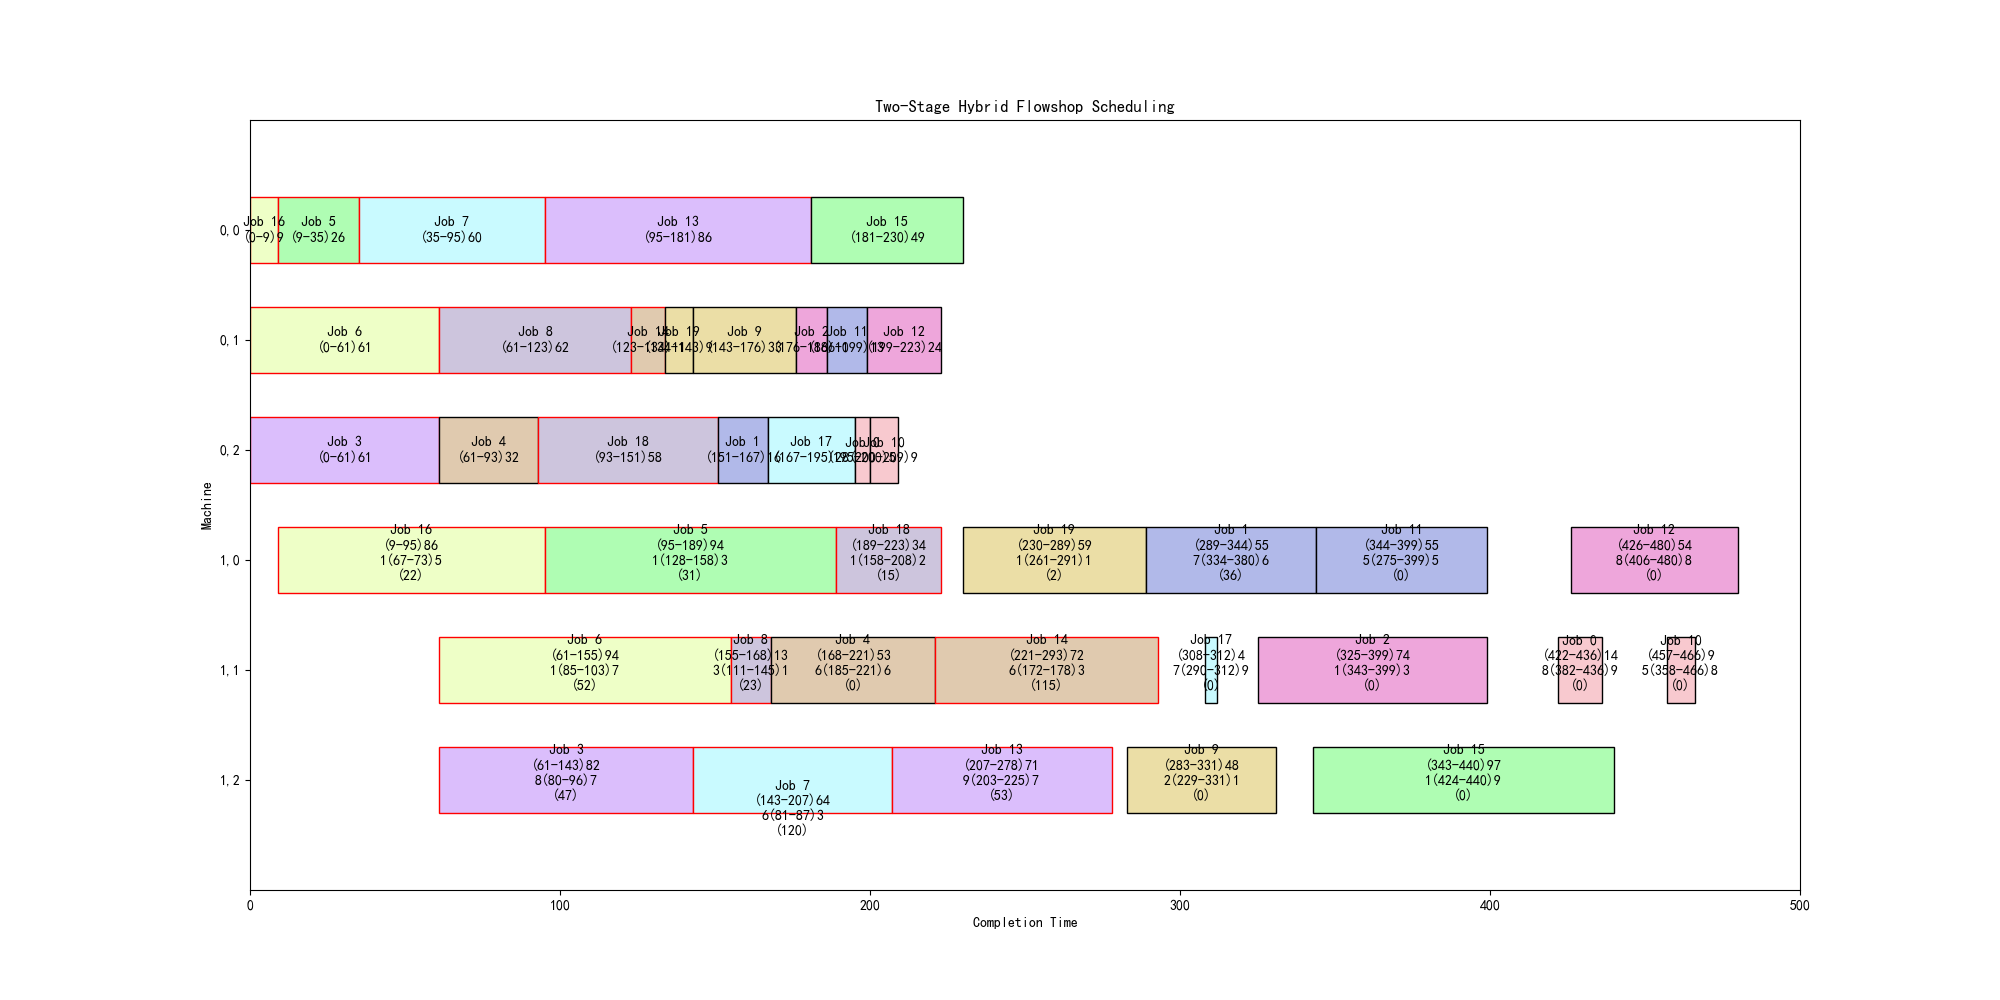 Two-Stage Hybrid Flowshop Scheduling
Machine
0,0
Job 16
(0-9)9
Job 5
(9-35)26
Job 7
(35-95)60
Job 13
(95-181)86
Job 15
(181-230)49
0,1
Job 6
(0-61)61
Job 8
(61-123)62
Job 14
Job 19
(134-143)9
Job 9
(143-176)33
Job 2
Job 11
(186-199)13
Job 12
(199-223)24
0,2
Job 3
(0-61)61
Job 4
(61-93)32
Job 18
(93-151)58
Job 1
(151-167)16
Job 17
(167-195)28
Job 0
Job 10
(200-209)9
1,0
Job 16
(9-95)86
1(67-73)5
(22)
Job 5
(95-189)94
1(128-158)3
(31)
Job 18
(189-223)34
1(158-208)2
(15)
Job 19
(230-289)59
1(261-291)1
(2)
Job 1
(289-344)55
7(334-380)6
(36)
Job 11
(344-399)55
5(275-399)5
(0)
Job 12
(426-480)54
8(406-480)8
(0)
1,1
Job 6
(61-155)94
1(85-103)7
(52)
Job 8
(155-168)13
3(111-145)1
(23)
Job 4
(168-221)53
6(185-221)6
(0)
Job 14
(221-293)72
6(172-178)3
(115)
Job 17
(308-312)4
7(290-312)9
(0)
Job 2
(325-399)74
1(343-399)3
(0)
Job 0
(422-436)14
8(382-436)9
(0)
Job 10
(457-466)9
5(358-466)8
(0)
1,2
Job 3
(61-143)82
8(80-96)7
(47)
Job 7
(143-207)64
6(81-87)3
(120)
Job 13
(207-278)71
9(203-225)7
(53)
Job 9
(283-331)48
2(229-331)1
(0)
Job 15
(343-440)97
1(424-440)9
(0)
0
100
200
300
400
500
Completion Time